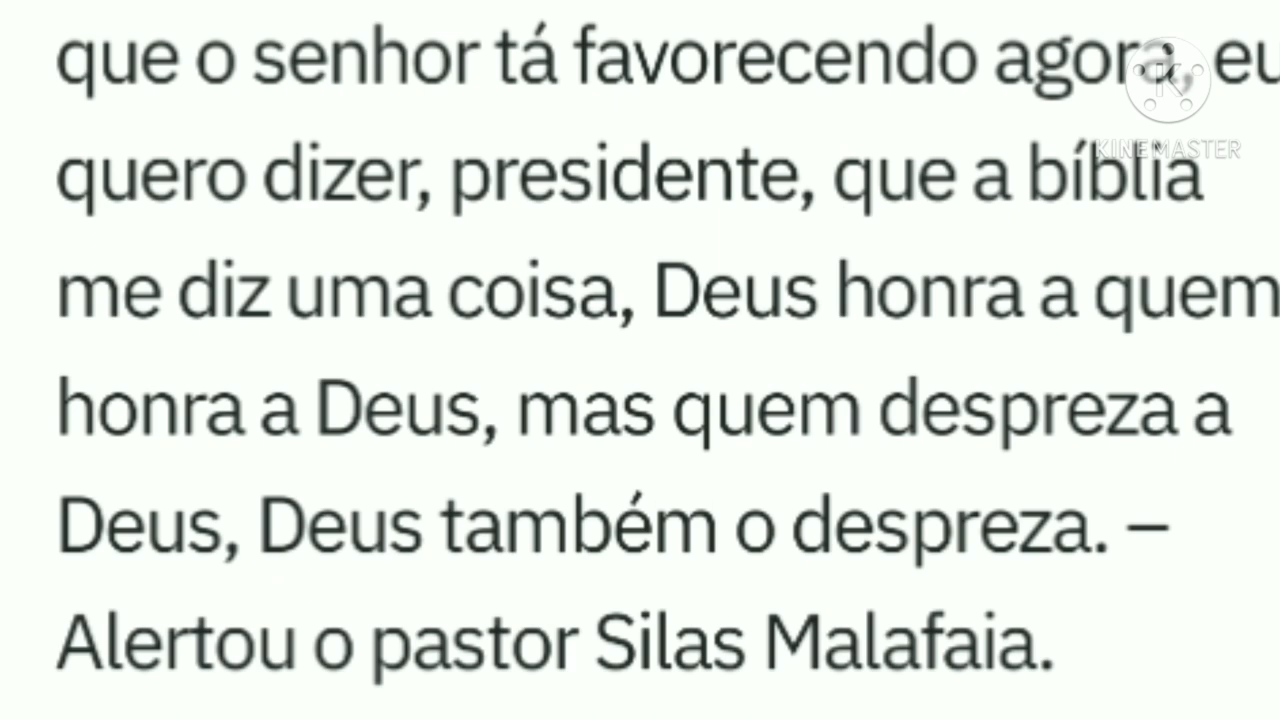 que o senhor tá favorecendo agora, eu
quero dizer, presidente, que a bíblia
me diz uma coisa, Deus honra a quem
honra a Deus, mas quem despreza a
Deus, Deus também o despreza. –
Alertou o pastor Silas Malafaia.
K
KINEMASTER